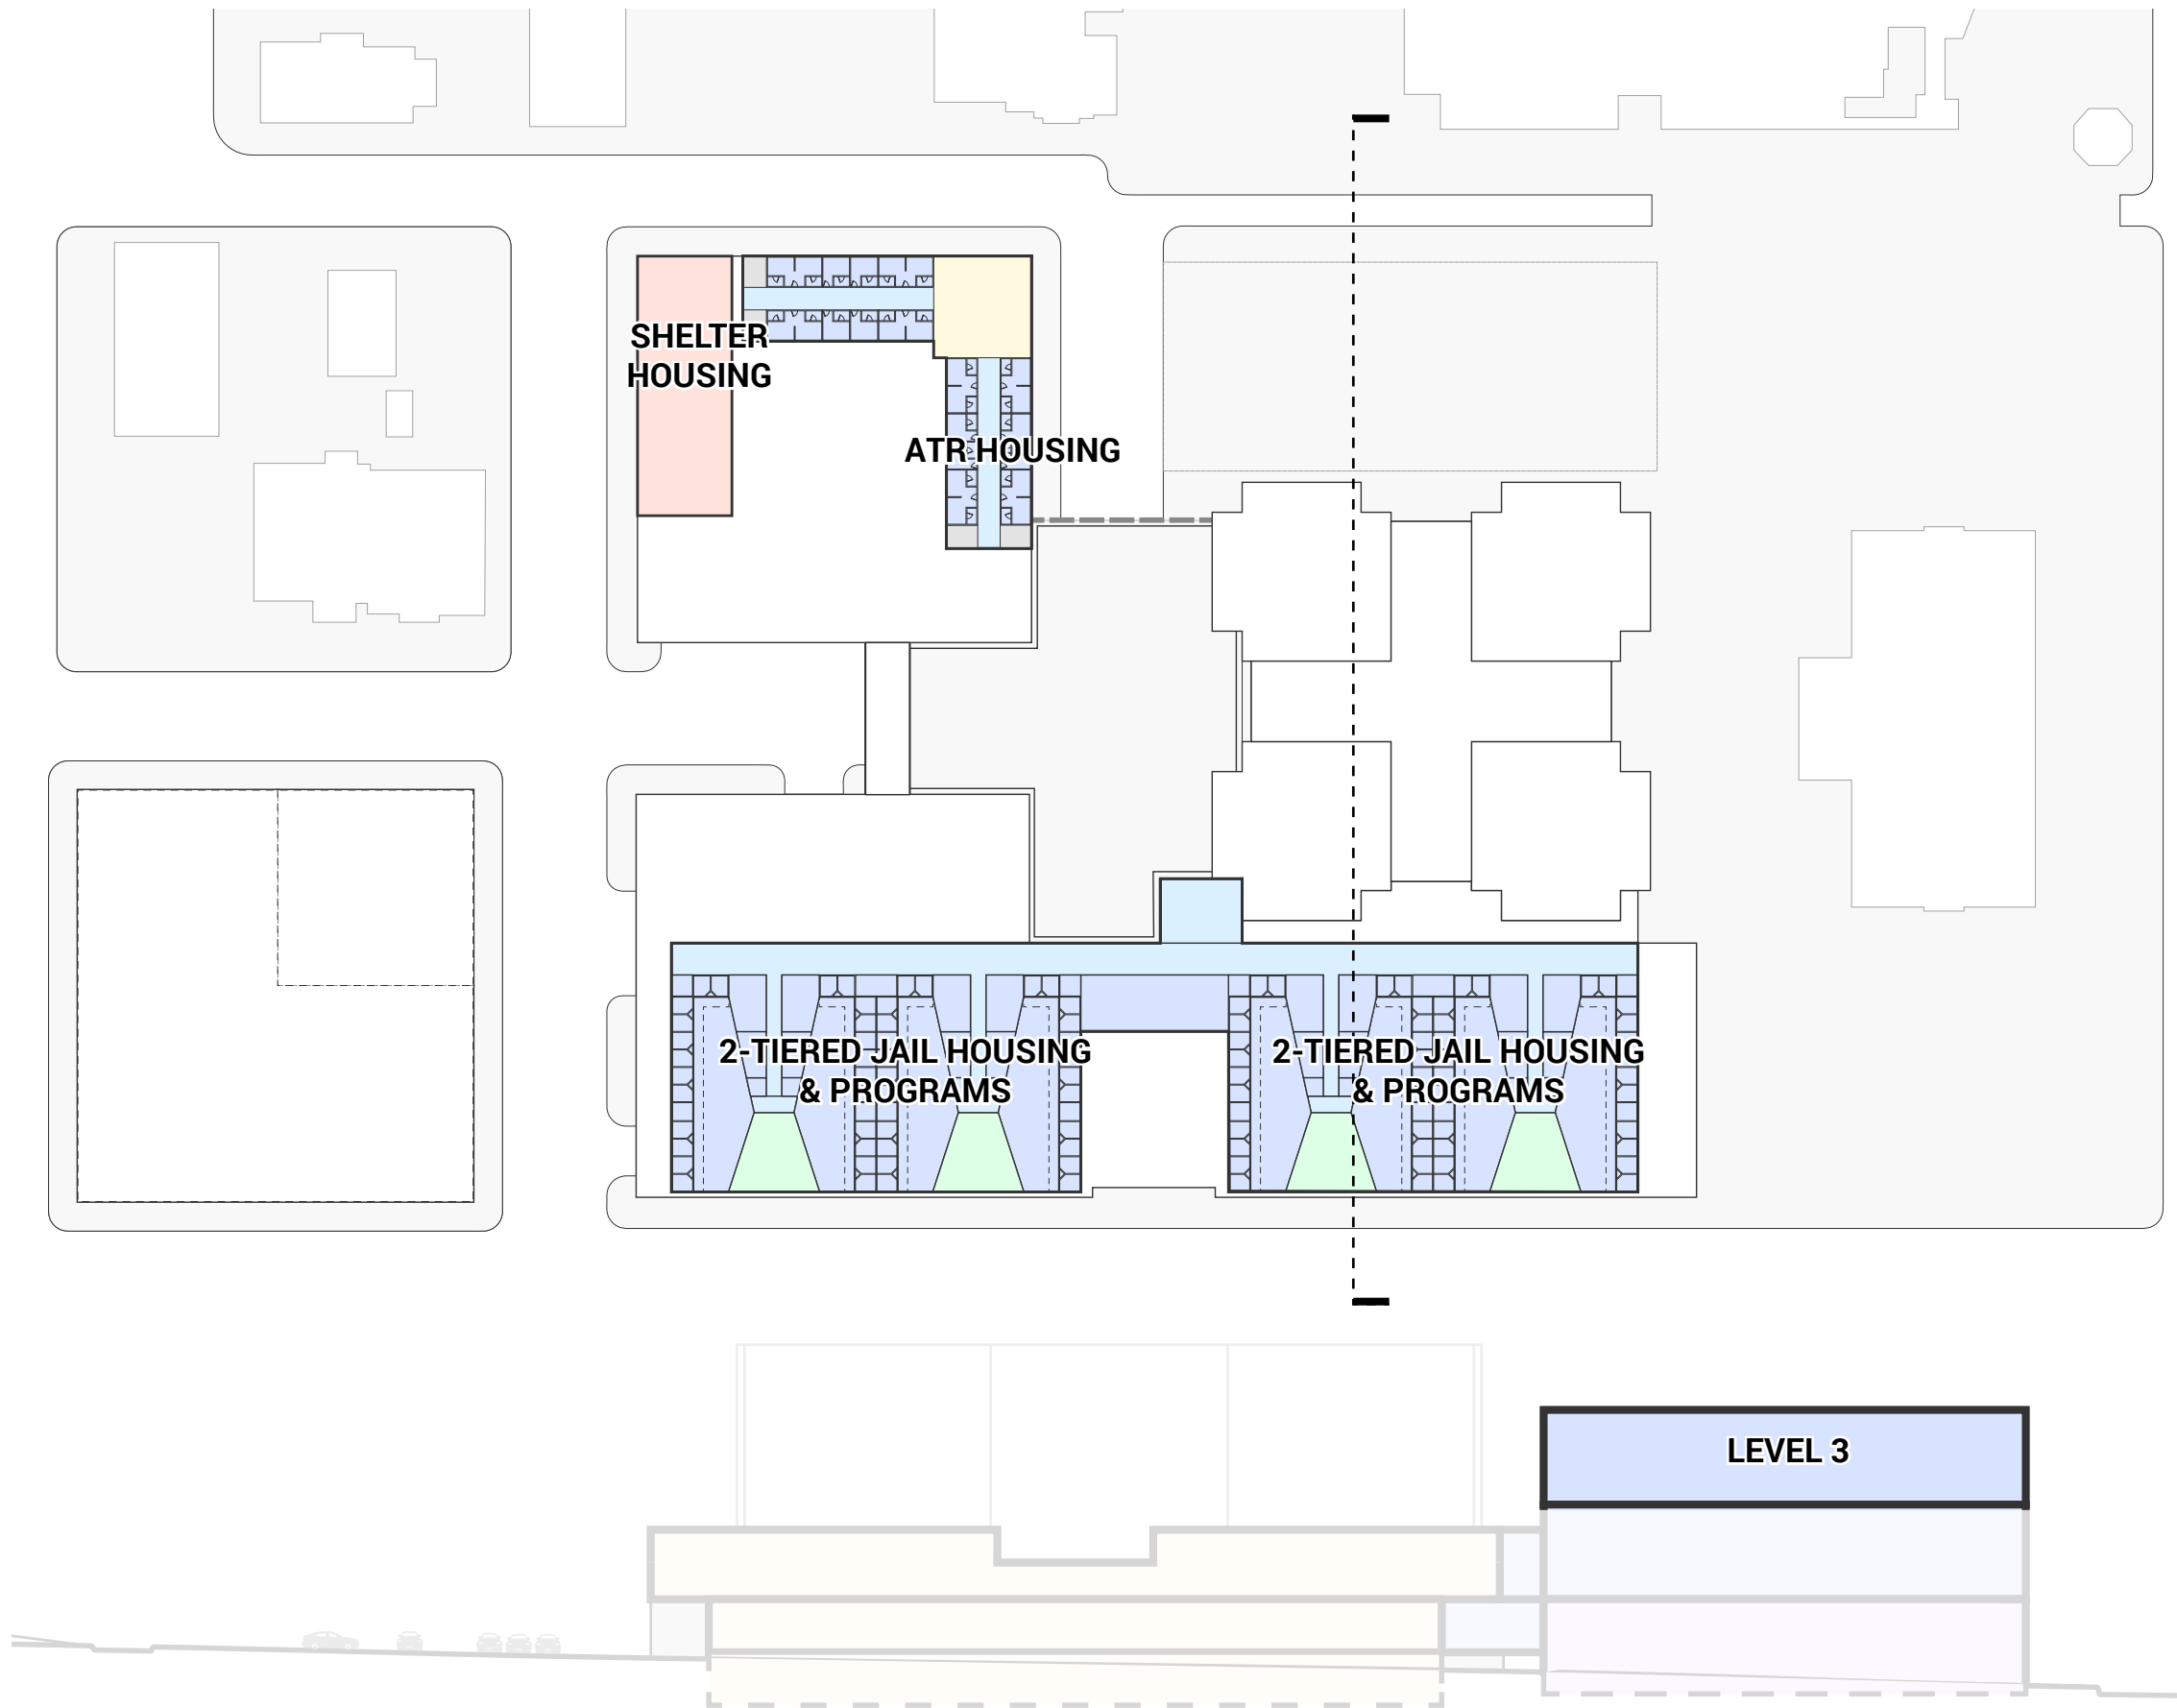 SHELTER
HOUSING
ATR HOUSING
2-TIERED JAIL HOUSING
& PROGRAMS
2-TIERED JAIL HOUSING
& PROGRAMS
LEVEL 3